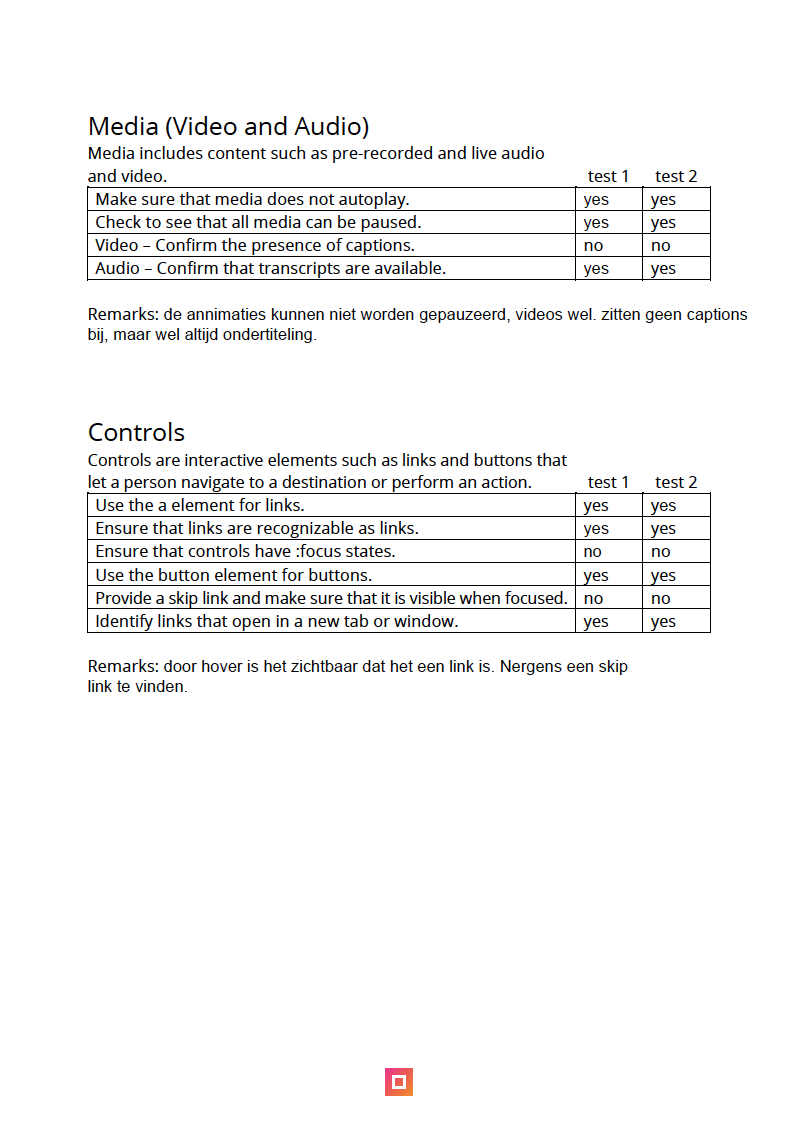 Media (Video and Audio)
Media includes content such as pre-recorded and live audio
and video. test 1 test 2
Make sure that media does not autoplay. yes yes
Check to see that all media can be paused. yes yes
Video – Confirm the presence of captions. no no
Audio – Confirm that transcripts are available. yes yes
Remarks: de annimaties kunnen niet worden gepauzeerd, videos wel. zitten geen captions
bij, maar wel altijd ondertiteling.
Controls
Controls are interactive elements such as links and buttons that
let a person navigate to a destination or perform an action. test 1 test 2
Use the a element for links. yes yes
Ensure that links are recognizable as links. yes yes
Ensure that controls have :focus states. no no
Use the button element for buttons. yes yes
Provide a skip link and make sure that it is visible when focused. no no
Identify links that open in a new tab or window. yes yes
Remarks: door hover is het zichtbaar dat het een link is. Nergens een skip
link te vinden.